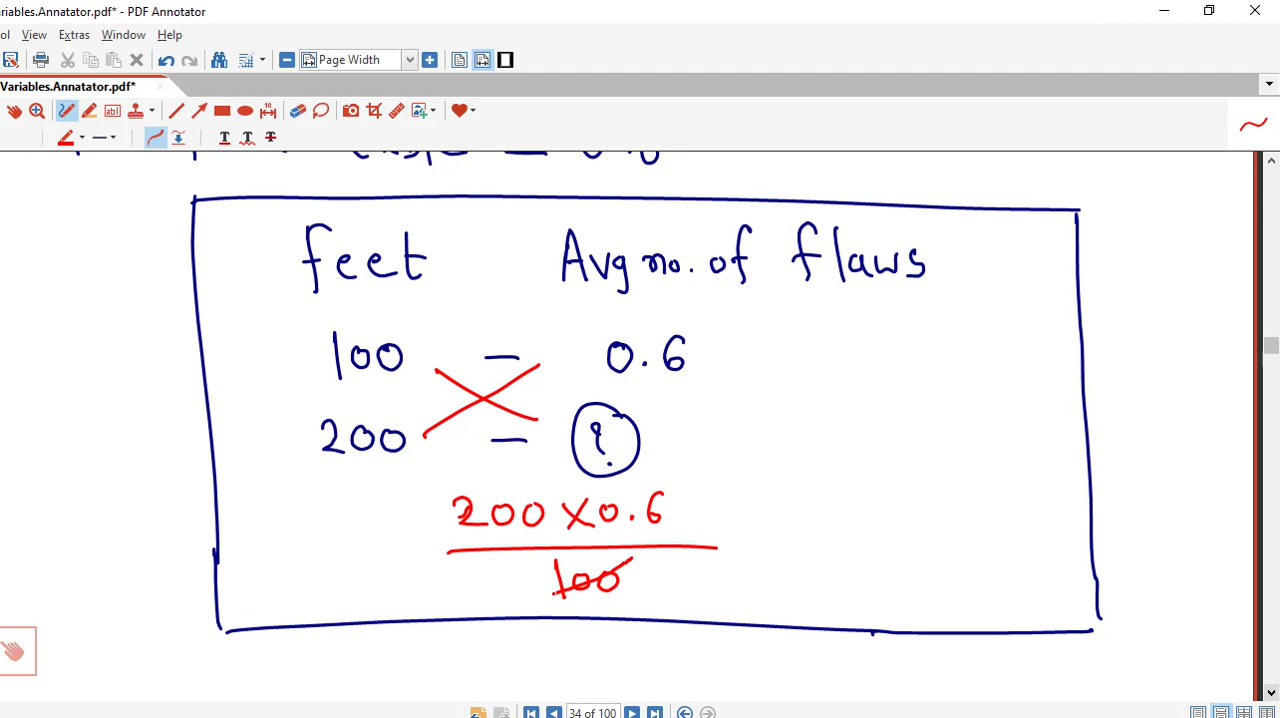 ariables.Annatator.pdf* - PDF Annotator
ol View Extras Window Help
Page Width
Variables.Annatator.pdf*
feet Avg no. of flaws
100 – 0.6
200 – ?
200 × 0.6
100
34 of 100